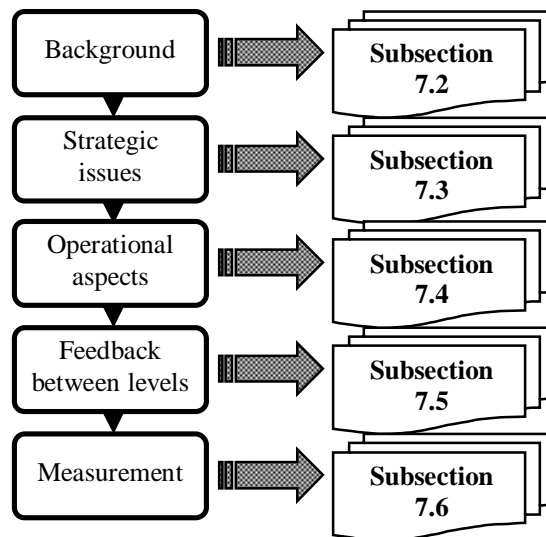 Background
Subsection
7.2
Strategic
issues
Subsection
7.3
Operational
aspects
Subsection
7.4
Feedback
between levels
Subsection
7.5
Measurement
Subsection
7.6